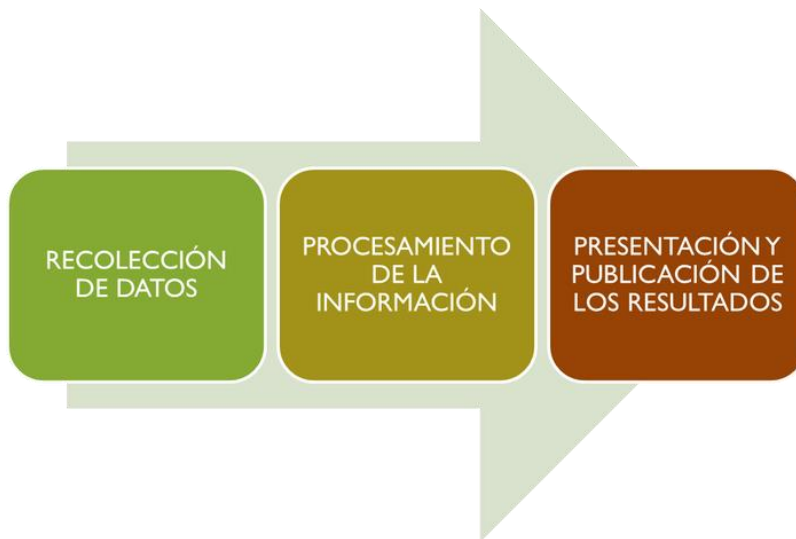 RECOLECCIÓN
DE DATOS
PROCESAMIENTO
DE LA
INFORMACIÓN
PRESENTACIÓN Y
PUBLICACIÓN DE
LOS RESULTADOS